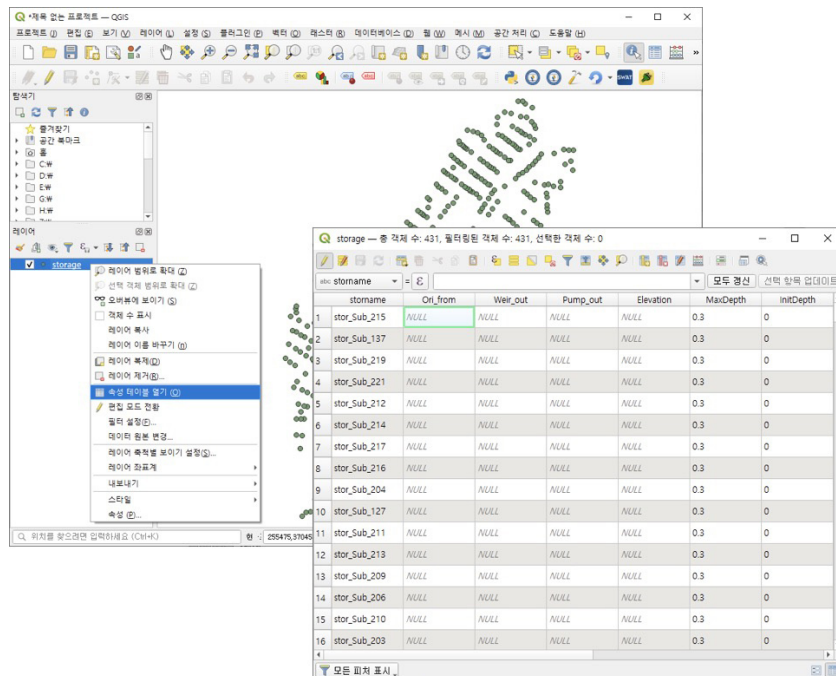 *제목 없는 프로젝트 — QGIS
프로젝트 (J) 편집 (E) 보기 (V) 레이어 (L) 설정 (S) 플러그인 (P) 벡터 (O) 래스터 (R) 데이터베이스 (D) 웹 (W) 메시 (M) 공간 처리 (C) 도움말 (H)
abc
SWAT
탐색기
즐겨찾기
공간 북마크
홈
C:₩
D:₩
E:₩
G:₩
H:₩
레이어
storage
레이어 범위로 확대 (Z)
선택 객체 범위로 확대 (Z)
오버뷰에 보이기 (S)
객체 수 표시
레이어 복사
레이어 이름 바꾸기 (n)
레이어 복제(D)
레이어 제거(R)...
속성 테이블 열기 (O)
편집 모드 전환
필터 설정(F)...
데이터 원본 변경...
레이어 축척별 보이기 설정(S)...
레이어 좌표계
내보내기
스타일
속성 (P)...
위치를 찾으려면 입력하세요 (Ctrl+K)
255475,37045
storage — 총 객체 수: 431, 필터링된 객체 수: 431, 선택한 객체 수: 0
abc storname = ε 모두 갱신 선택 항목 업데이트
storname Ori_from Weir_out Pump_out Elevation MaxDepth InitDepth
1 stor_Sub_215 NULL NULL NULL NULL 0.3 0
2 stor_Sub_137 NULL NULL NULL NULL 0.3 0
3 stor_Sub_219 NULL NULL NULL NULL 0.3 0
4 stor_Sub_221 NULL NULL NULL NULL 0.3 0
5 stor_Sub_212 NULL NULL NULL NULL 0.3 0
6 stor_Sub_214 NULL NULL NULL NULL 0.3 0
7 stor_Sub_217 NULL NULL NULL NULL 0.3 0
8 stor_Sub_216 NULL NULL NULL NULL 0.3 0
9 stor_Sub_204 NULL NULL NULL NULL 0.3 0
10 stor_Sub_127 NULL NULL NULL NULL 0.3 0
11 stor_Sub_211 NULL NULL NULL NULL 0.3 0
12 stor_Sub_213 NULL NULL NULL NULL 0.3 0
13 stor_Sub_209 NULL NULL NULL NULL 0.3 0
14 stor_Sub_206 NULL NULL NULL NULL 0.3 0
15 stor_Sub_210 NULL NULL NULL NULL 0.3 0
16 stor_Sub_203 NULL NULL NULL NULL 0.3 0
모든 피처 표시